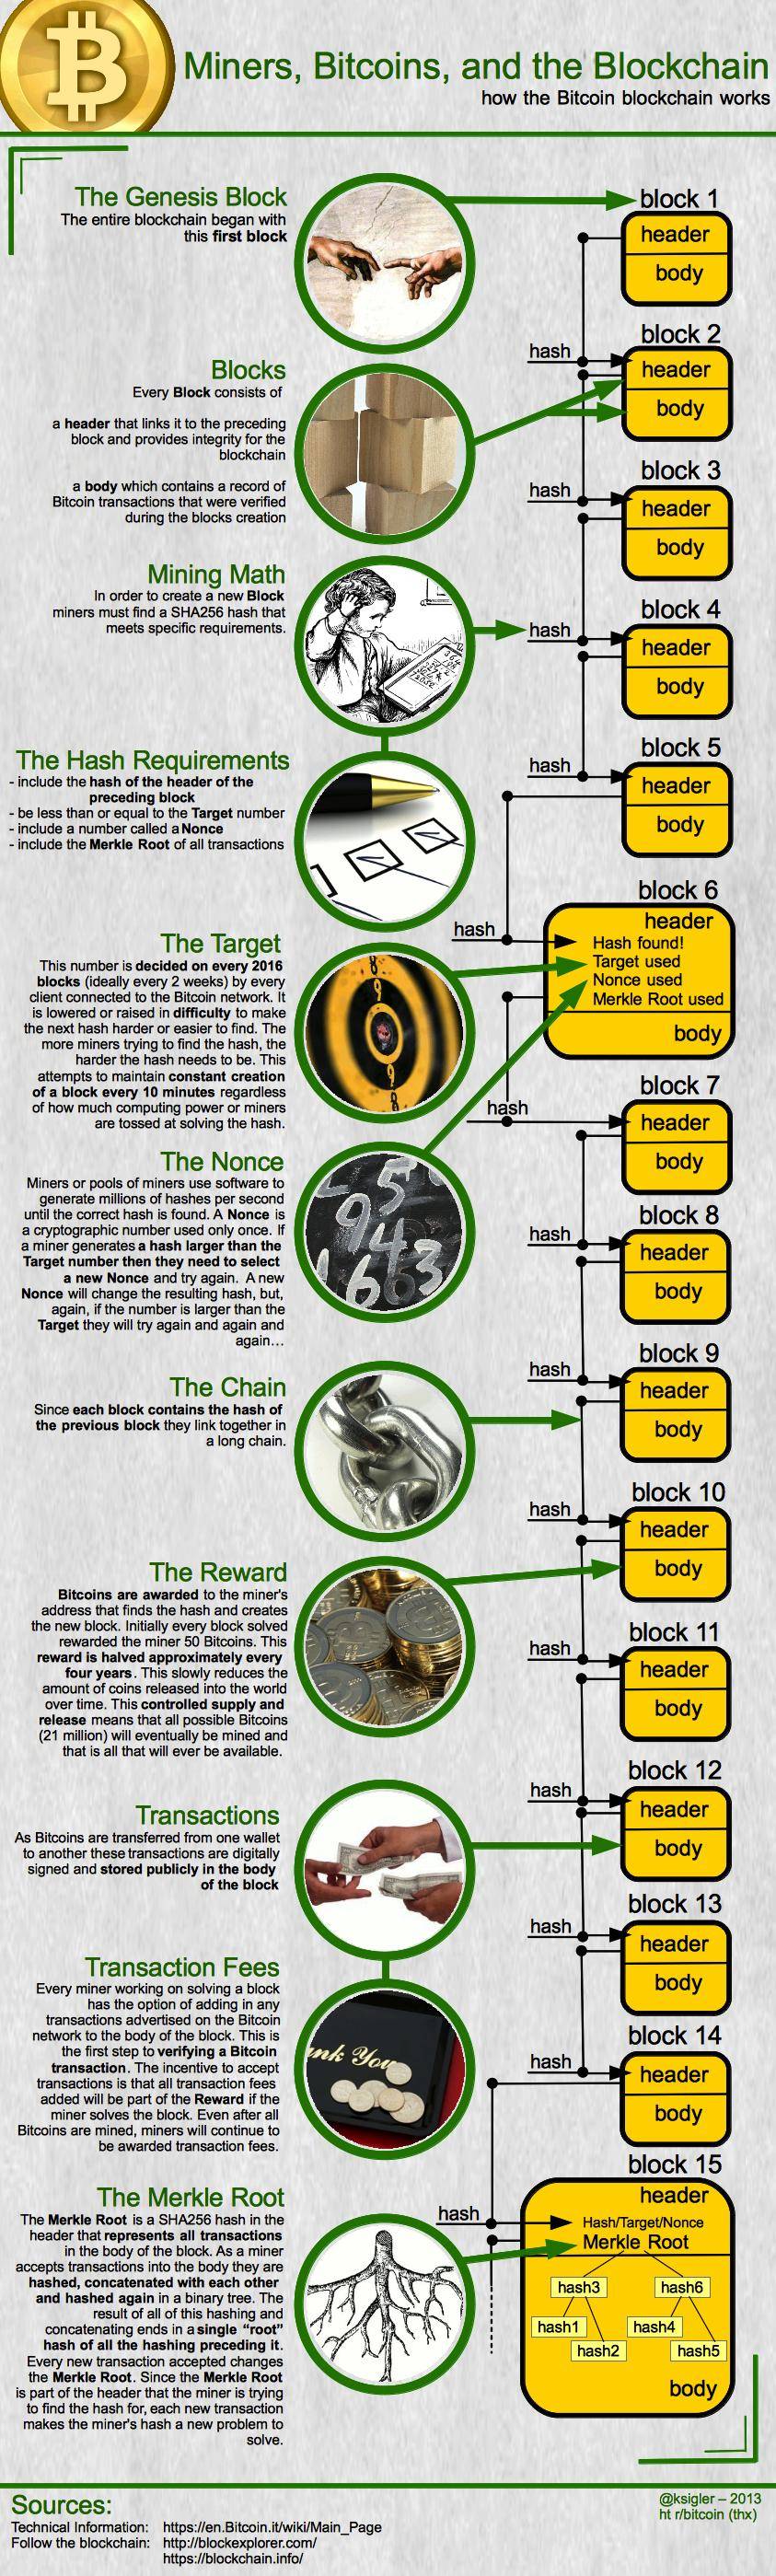 Miners, Bitcoins, and the Blockchain
how the Bitcoin blockchain works
The Genesis Block
The entire blockchain began with
this first block
block 1
header
body
Blocks
Every Block consists of
a header that links it to the preceding
block and provides integrity for the
blockchain
a body which contains a record of
Bitcoin transactions that were verified
during the blocks creation
block 2
hash
header
body
block 3
hash
header
body
Mining Math
In order to create a new Block
miners must find a SHA256 hash that
meets specific requirements.
block 4
hash
header
body
The Hash Requirements
- include the hash of the header of the
preceding block
- be less than or equal to the Target number
- include a number called a Nonce
- include the Merkle Root of all transactions
block 5
hash
header
body
block 6
header
hash
Hash found!
Target used
Nonce used
Merkle Root used
body
The Target
This number is decided on every 2016
blocks (ideally every 2 weeks) by every
client connected to the Bitcoin network. It
is lowered or raised in difficulty to make
the next hash harder or easier to find. The
more miners trying to find the hash, the
harder the hash needs to be. This
attempts to maintain constant creation
of a block every 10 minutes regardless
of how much computing power or miners
are tossed at solving the hash.
block 7
hash
header
body
The Nonce
Miners or pools of miners use software to
generate millions of hashes per second
until the correct hash is found. A Nonce is
a cryptographic number used only once. If
a miner generates a hash larger than the
Target number then they need to select
a new Nonce and try again. A new
Nonce will change the resulting hash, but,
again, if the number is larger than the
Target they will try again and again and
again...
block 8
hash
header
body
block 9
hash
header
body
The Chain
Since each block contains the hash of
the previous block they link together in
a long chain.
block 10
hash
header
body
The Reward
Bitcoins are awarded to the miner's
address that finds the hash and creates
the new block. Initially every block solved
rewarded the miner 50 Bitcoins. This
reward is halved approximately every
four years. This slowly reduces the
amount of coins released into the world
over time. This controlled supply and
release means that all possible Bitcoins
(21 million) will eventually be mined and
that is all that will ever be available.
block 11
hash
header
body
block 12
hash
header
body
Transactions
As Bitcoins are transferred from one wallet
to another these transactions are digitally
signed and stored publicly in the body
of the block
block 13
hash
header
body
Transaction Fees
Every miner working on solving a block
has the option of adding in any
transactions advertised on the Bitcoin
network to the body of the block. This is
the first step to verifying a Bitcoin
transaction. The incentive to accept
transactions is that all transaction fees
added will be part of the Reward if the
miner solves the block. Even after all
Bitcoins are mined, miners will continue to
be awarded transaction fees.
ank You
block 14
hash
header
body
block 15
header
hash
Hash/Target/Nonce
Merkle Root
hash3
hash6
hash1
hash4
hash2
hash5
body
The Merkle Root
The Merkle Root is a SHA256 hash in the
header that represents all transactions
in the body of the block. As a miner
accepts transactions into the body they are
hashed, concatenated with each other
and hashed again in a binary tree. The
result of all of this hashing and
concatenating ends in a single “root”
hash of all the hashing preceding it.
Every new transaction accepted changes
the Merkle Root. Since the Merkle Root
is part of the header that the miner is trying
to find the hash for, each new transaction
makes the miner's hash a new problem to
solve.
Sources:
Technical Information: https://en.Bitcoin.it/wiki/Main_Page
Follow the blockchain: http://blockexplorer.com/
https://blockchain.info/
@ksigler – 2013
ht r/bitcoin (thx)